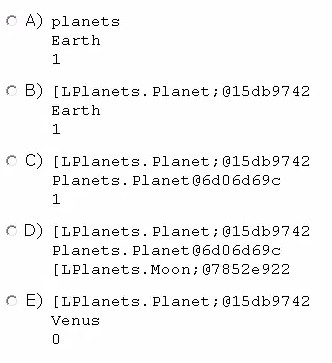 A) planets
Earth
1
B) [LPlanets.Planet;@15db9742
Earth
1
C) [LPlanets.Planet;@15db9742
Planets.Planet@6d06d69c
1
D) [LPlanets.Planet;@15db9742
Planets.Planet@6d06d69c
[LPlanets.Moon;@7852e922
E) [LPlanets.Planet;@15db9742
Venus
0